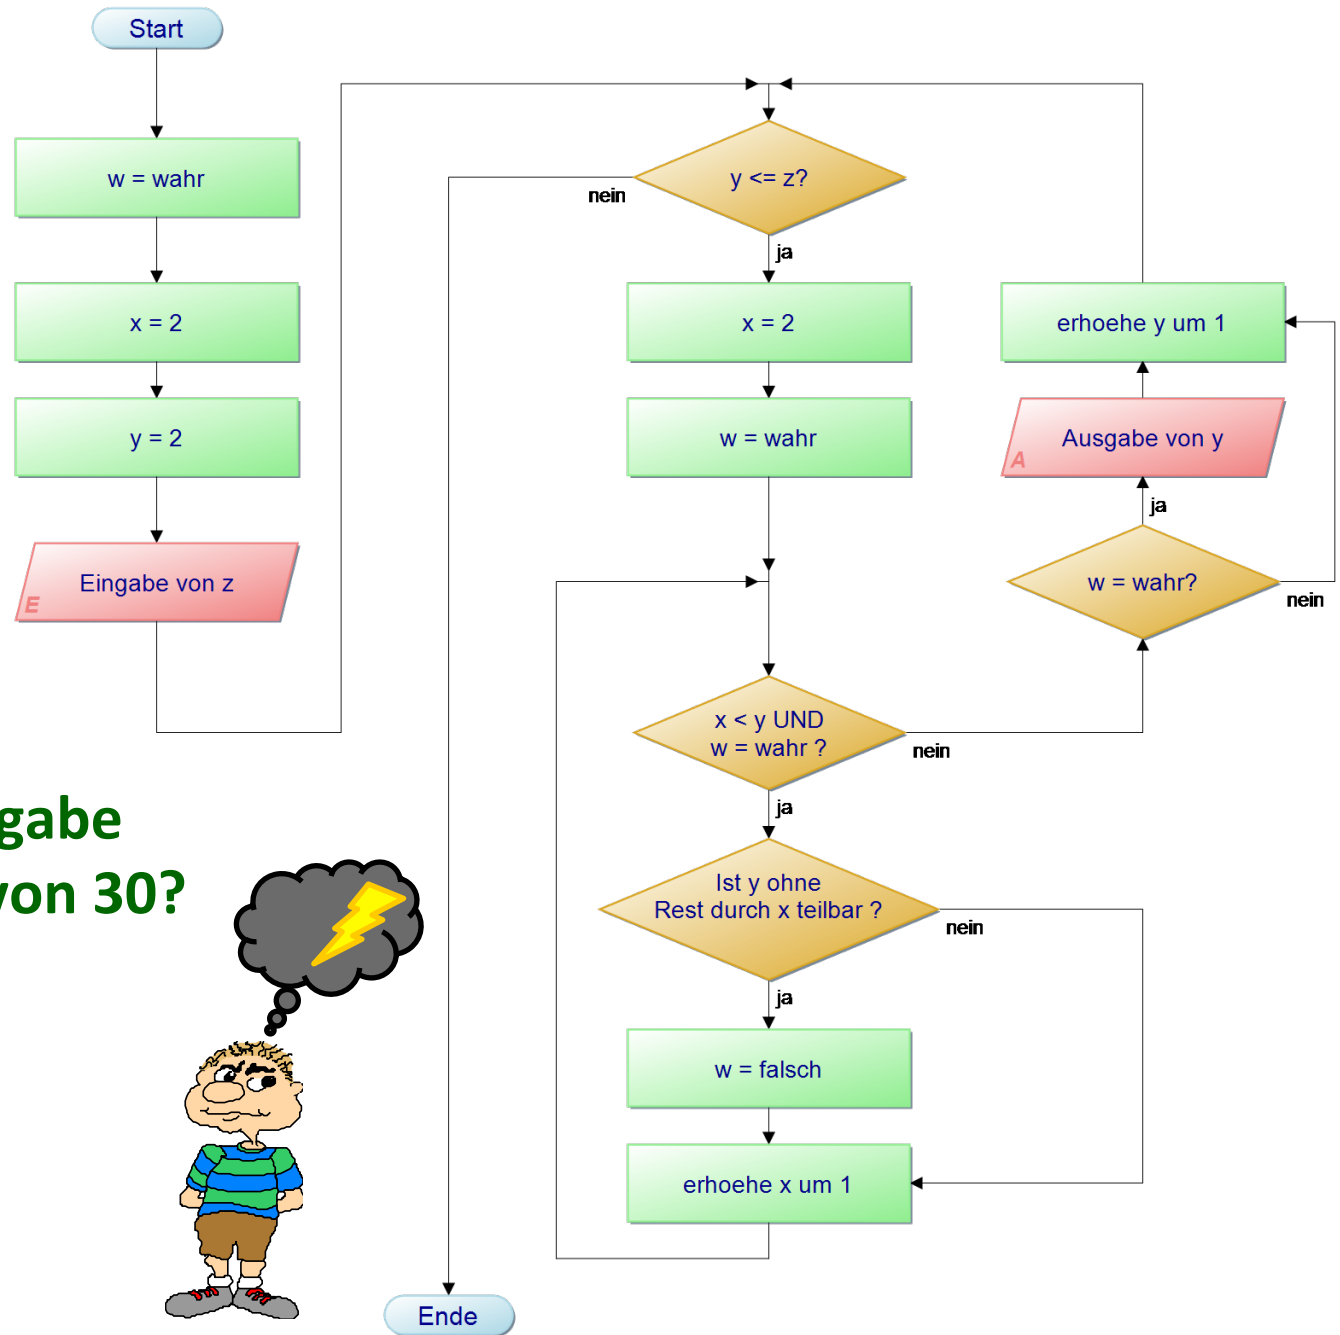 Start
w = wahr
x = 2
y = 2
Eingabe von z
E
y <= z?
nein
ja
x = 2
w = wahr
x < y UND
w = wahr ?
nein
ja
Ist y ohne
Rest durch x teilbar ?
nein
ja
w = falsch
erhoehe x um 1
erhoehe y um 1
Ausgabe von y
A
ja
w = wahr?
nein
gabe
von 30?
Ende